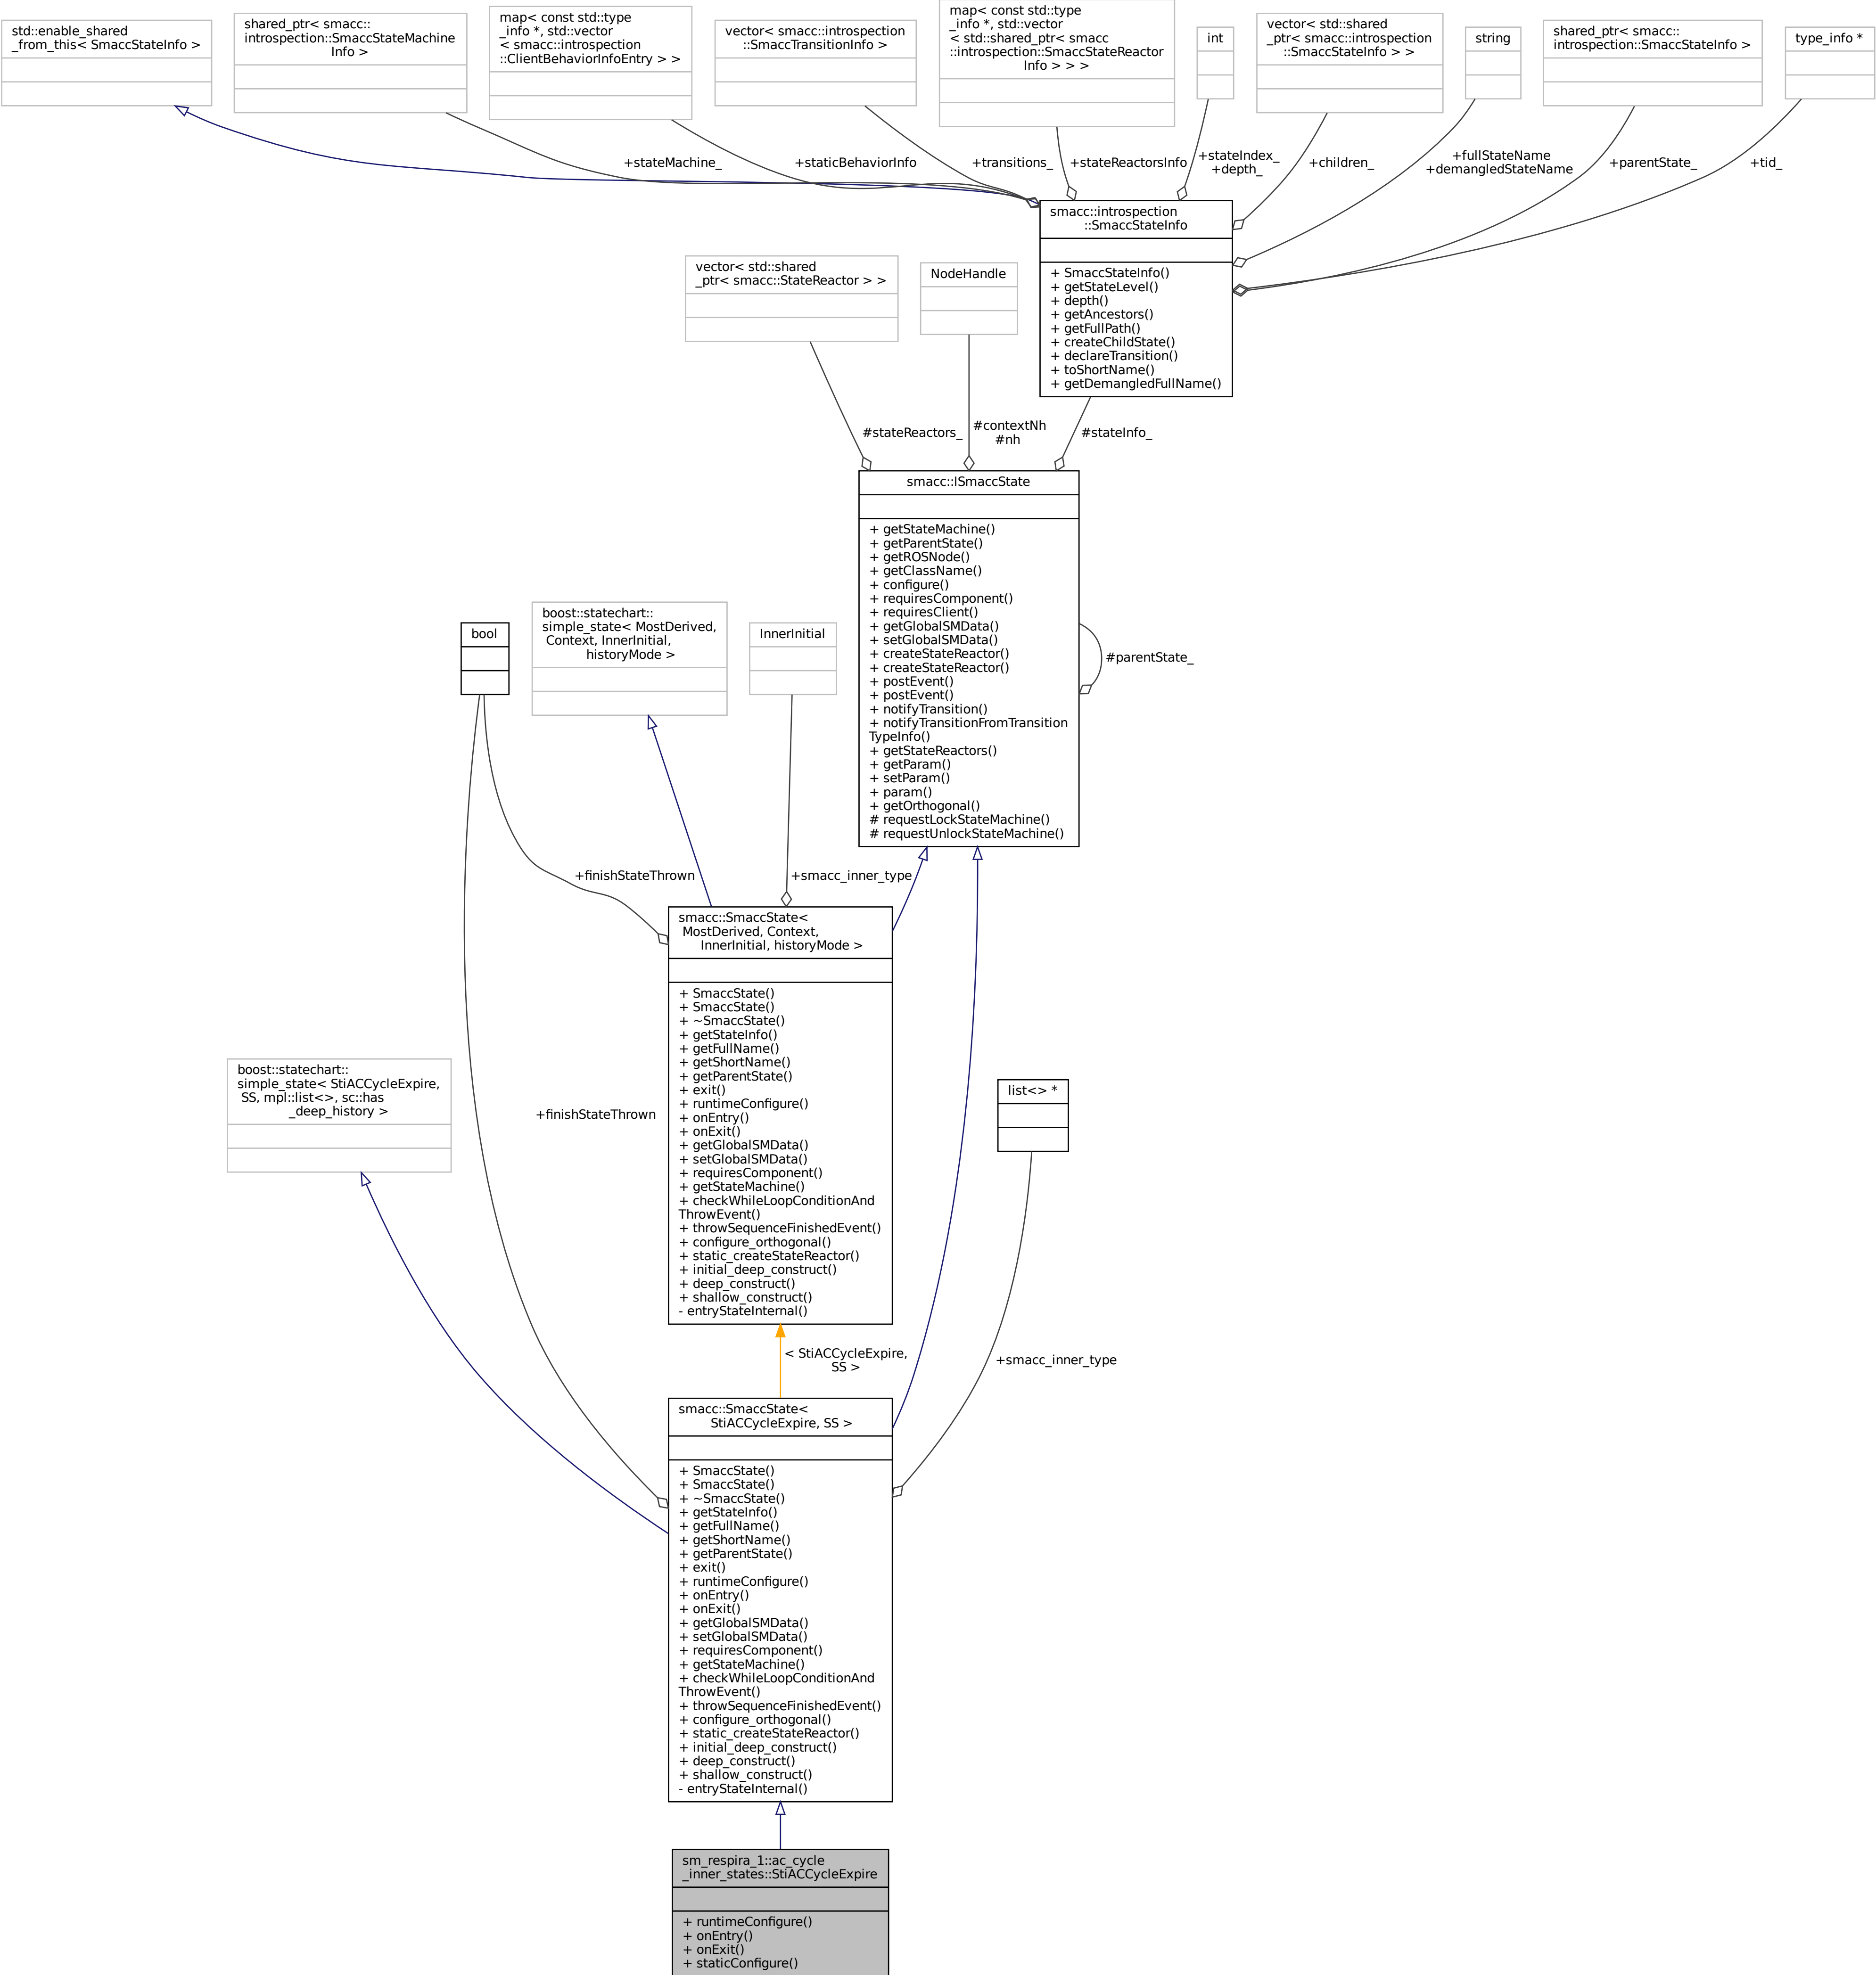 std::enable_shared
_from_this< SmaccStateInfo >
shared_ptr< smacc::
introspection::SmaccStateMachine
Info >
map< const std::type
_info *, std::vector
< smacc::introspection
::ClientBehaviorInfoEntry > >
vector< smacc::introspection
::SmaccTransitionInfo >
map< const std::type
_info *, std::vector
< std::shared_ptr< smacc
::introspection::SmaccStateReactor
Info > > >
int
vector< std::shared
_ptr< smacc::introspection
::SmaccStateInfo > >
string
shared_ptr< smacc::
introspection::SmaccStateInfo >
type_info *
+stateMachine_
+staticBehaviorInfo
+transitions_
+stateReactorsInfo
+stateIndex_
+depth_
+children_
+fullStateName
+demangledStateName
+parentState_
+tid_
smacc::introspection
::SmaccStateInfo
+ SmaccStateInfo()
+ getStateLevel()
+ depth()
+ getAncestors()
+ getFullPath()
+ createChildState()
+ declareTransition()
+ toShortName()
+ getDemangledFullName()
vector< std::shared
_ptr< smacc::StateReactor > >
NodeHandle
#stateReactors_
#contextNh
#nh
#stateInfo_
smacc::ISmaccState
+ getStateMachine()
+ getParentState()
+ getROSNode()
+ getClassName()
+ configure()
+ requiresComponent()
+ requiresClient()
+ getGlobalSMData()
+ setGlobalSMData()
+ createStateReactor()
+ createStateReactor()
+ postEvent()
+ postEvent()
+ notifyTransition()
+ notifyTransitionFromTransition
TypeInfo()
+ getStateReactors()
+ getParam()
+ setParam()
+ param()
+ getOrthogonal()
# requestLockStateMachine()
# requestUnlockStateMachine()
#parentState_
bool
boost::statechart::
simple_state< MostDerived,
Context, InnerInitial,
historyMode >
InnerInitial
+finishStateThrown
+smacc_inner_type
smacc::SmaccState<
MostDerived, Context,
InnerInitial, historyMode >
+ SmaccState()
+ SmaccState()
+ ~SmaccState()
+ getStateInfo()
+ getFullName()
+ getShortName()
+ getParentState()
+ exit()
+ runtimeConfigure()
+ onEntry()
+ onExit()
+ getGlobalSMData()
+ setGlobalSMData()
+ requiresComponent()
+ getStateMachine()
+ checkWhileLoopConditionAnd
ThrowEvent()
+ throwSequenceFinishedEvent()
+ configure_orthogonal()
+ static_createStateReactor()
+ initial_deep_construct()
+ deep_construct()
+ shallow_construct()
- entryStateInternal()
boost::statechart::
simple_state< StiACCycleExpire,
SS, mpl::list<>, sc::has
_deep_history >
+finishStateThrown
list<> *
< StiACCycleExpire,
SS >
+smacc_inner_type
smacc::SmaccState<
StiACCycleExpire, SS >
+ SmaccState()
+ SmaccState()
+ ~SmaccState()
+ getStateInfo()
+ getFullName()
+ getShortName()
+ getParentState()
+ exit()
+ runtimeConfigure()
+ onEntry()
+ onExit()
+ getGlobalSMData()
+ setGlobalSMData()
+ requiresComponent()
+ getStateMachine()
+ checkWhileLoopConditionAnd
ThrowEvent()
+ throwSequenceFinishedEvent()
+ configure_orthogonal()
+ static_createStateReactor()
+ initial_deep_construct()
+ deep_construct()
+ shallow_construct()
- entryStateInternal()
sm_respira_1::ac_cycle
_inner_states::StiACCycleExpire
+ runtimeConfigure()
+ onEntry()
+ onExit()
+ staticConfigure()